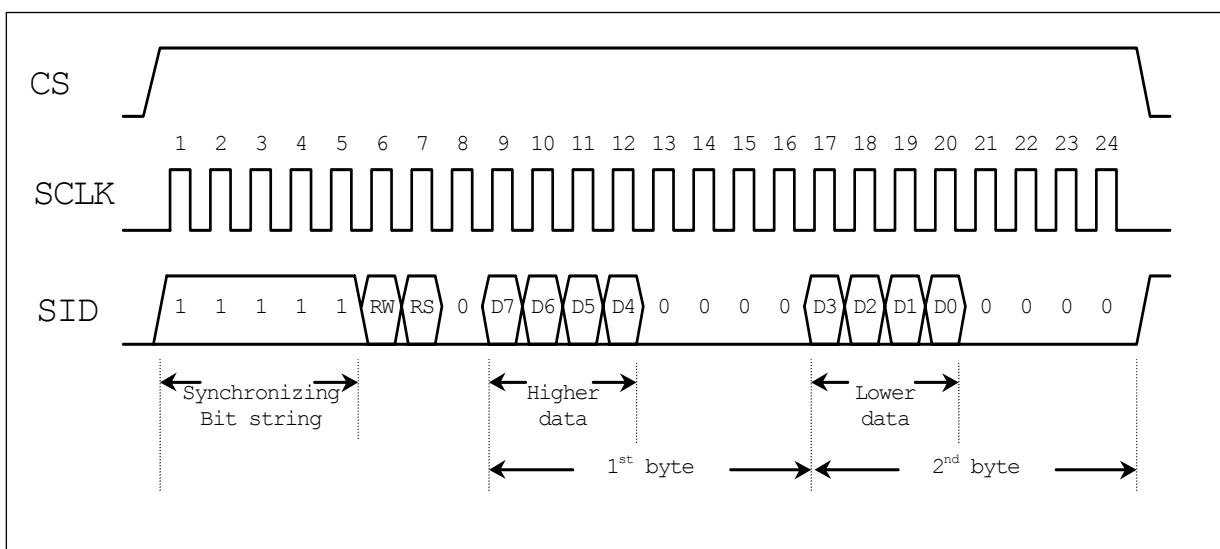 CS
1 2 3 4 5 6 7 8 9 10 11 12 13 14 15 16 17 18 19 20 21 22 23 24
SCLK
SID 1 1 1 1 1 RW RS 0 D7 D6 D5 D4 0 0 0 0 D3 D2 D1 D0 0 0 0 0
Synchronizing
Bit string
Higher
data
Lower
data
1st byte
2nd byte